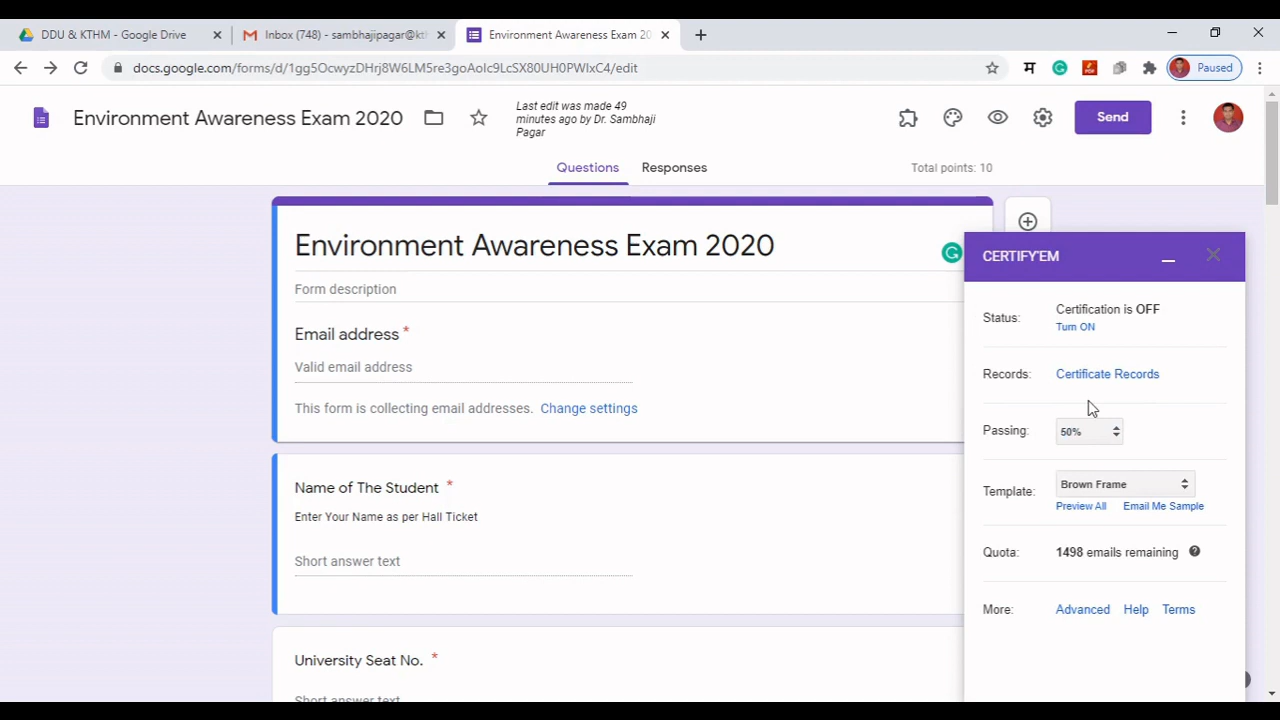 DDU & KTHM - Google Drive
Inbox (748) - sambhajipagar@kth
Environment Awareness Exam 20
docs.google.com/forms/d/1gg5OcwyzDHrj8W6LM5re3goAdc9LcSX80UH0PWIxC4/edit
म
Paused
Environment Awareness Exam 2020
Last edit was made 49
minutes ago by Dr. Sambhaji
Pagar
Send
Questions
Responses
Total points: 10
Environment Awareness Exam 2020
Form description
Email address *
Valid email address
This form is collecting email addresses. Change settings
Name of The Student *
Enter Your Name as per Hall Ticket
Short answer text
University Seat No. *
Short answer text
CERTIFY'EM
Status: Certification is OFF
Turn ON
Records: Certificate Records
Passing: 50%
Template: Brown Frame
Preview All Email Me Sample
Quota: 1498 emails remaining
More: Advanced Help Terms